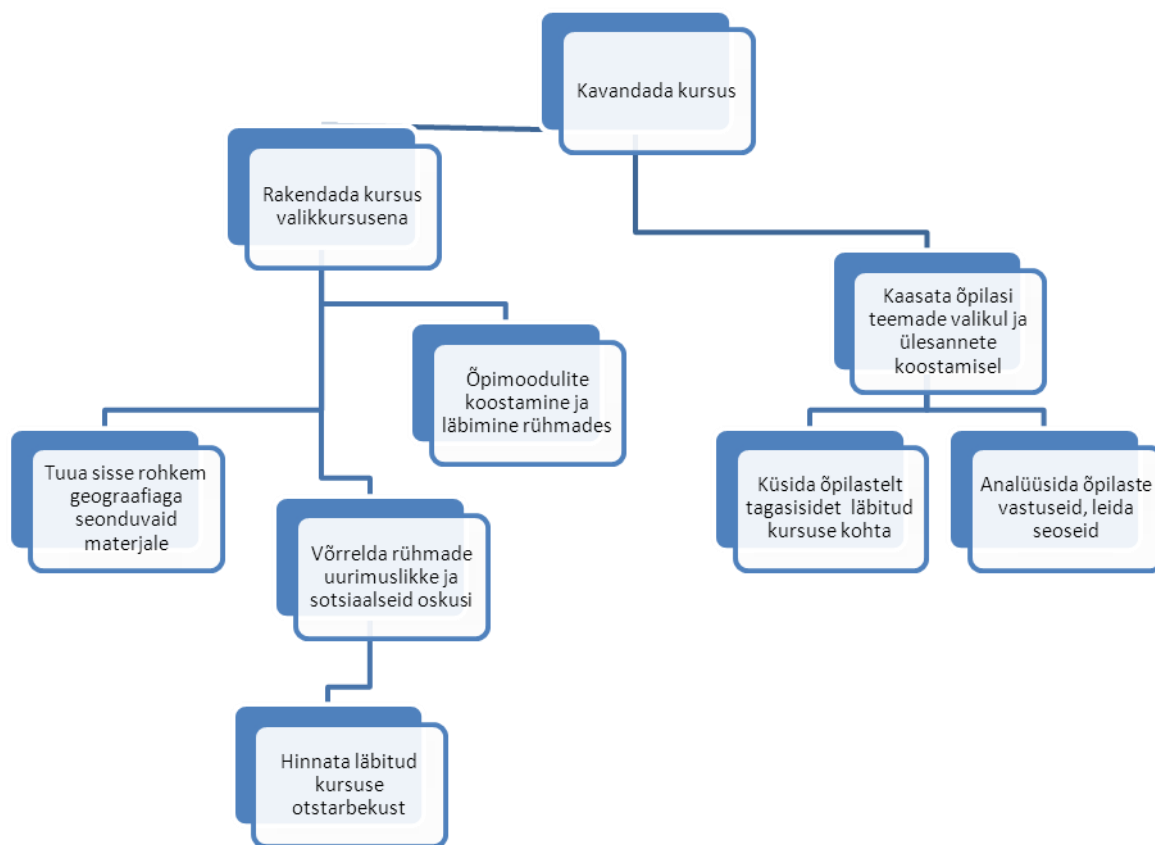 Kavandada kursus
Rakendada kursus
valikkursusena
Kaasata õpilasi
teemade valikul ja
ülesannete
koostamisel
Õpimoodulite
koostamine ja
läbimine rühmades
Tuua sisse rohkem
geograafiaga
seonduvaid
materjale
Võrrelda rühmade
uurimuslikke ja
sotsiaalseid oskusi
Küsida õpilastelt
tagasisidet läbitud
kursuse kohta
Analüüsida õpilaste
vastuseid, leida
seoseid
Hinnata läbitud
kursuse
otstarbekust